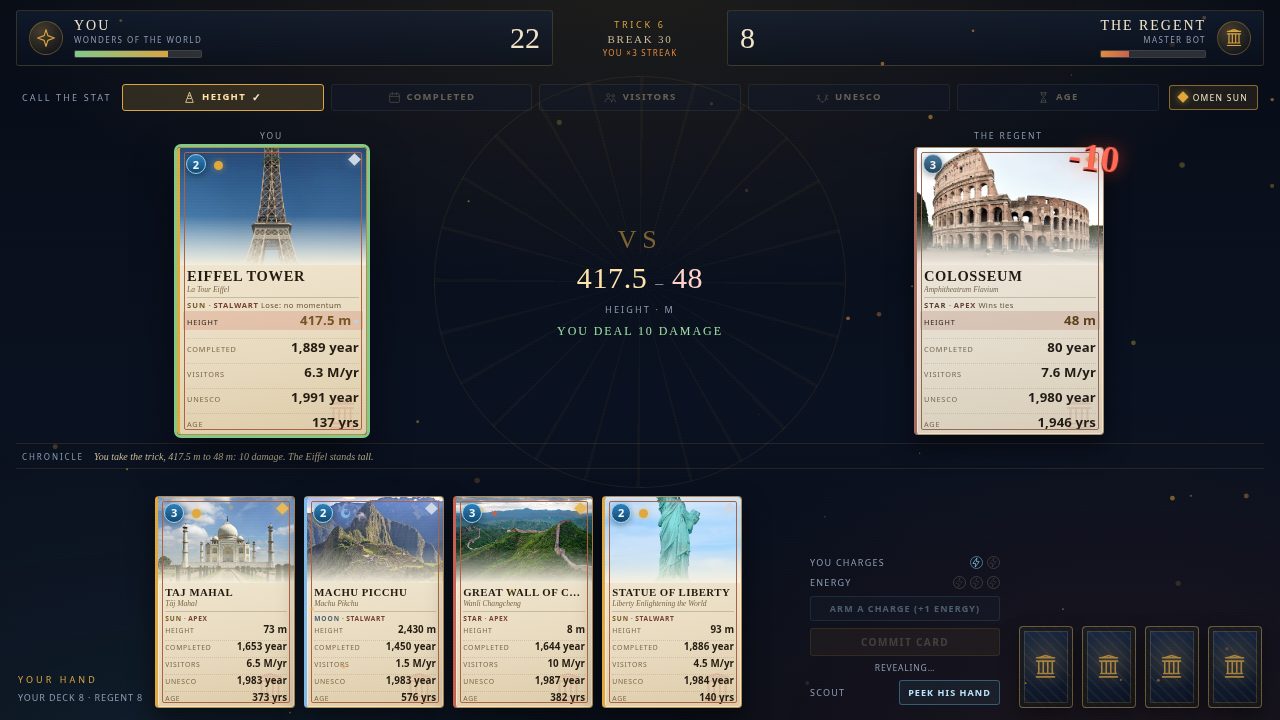 YOU
WONDERS OF THE WORLD
22
TRICK 6
BREAK 30
YOU ×3 STREAK
8
THE REGENT
MASTER BOT
CALL THE STAT
HEIGHT ✓
COMPLETED
VISITORS
UNESCO
AGE
OMEN SUN
YOU
2
EIFFEL TOWER
La Tour Eiffel
SUN · STALWART Lose: no momentum
HEIGHT 417.5 m
COMPLETED 1,889 year
VISITORS 6.3 M/yr
UNESCO 1,991 year
AGE 137 yrs
VS
417.5 – 48
HEIGHT · M
YOU DEAL 10 DAMAGE
THE REGENT
3
-10
COLOSSEUM
Amphitheatrum Flavium
STAR · APEX Wins ties
HEIGHT 48 m
COMPLETED 80 year
VISITORS 7.6 M/yr
UNESCO 1,980 year
AGE 1,946 yrs
CHRONICLE You take the trick, 417.5 m to 48 m: 10 damage. The Eiffel stands tall.
YOUR HAND
YOUR DECK 8 · REGENT 8
3
TAJ MAHAL
Tāj Mahal
SUN · APEX
HEIGHT 73 m
COMPLETED 1,653 year
VISITORS 6.5 M/yr
UNESCO 1,983 year
AGE 373 yrs
2
MACHU PICCHU
Machu Pikchu
MOON · STALWART
HEIGHT 2,430 m
COMPLETED 1,450 year
VISITORS 1.5 M/yr
UNESCO 1,983 year
AGE 576 yrs
3
GREAT WALL OF C…
Wanli Changcheng
STAR · APEX
HEIGHT 8 m
COMPLETED 1,644 year
VISITORS 10 M/yr
UNESCO 1,987 year
AGE 382 yrs
2
STATUE OF LIBERTY
Liberty Enlightening the World
SUN · STALWART
HEIGHT 93 m
COMPLETED 1,886 year
VISITORS 4.5 M/yr
UNESCO 1,984 year
AGE 140 yrs
YOU CHARGES
ENERGY
ARM A CHARGE (+1 ENERGY)
COMMIT CARD
REVEALING…
SCOUT
PEEK HIS HAND